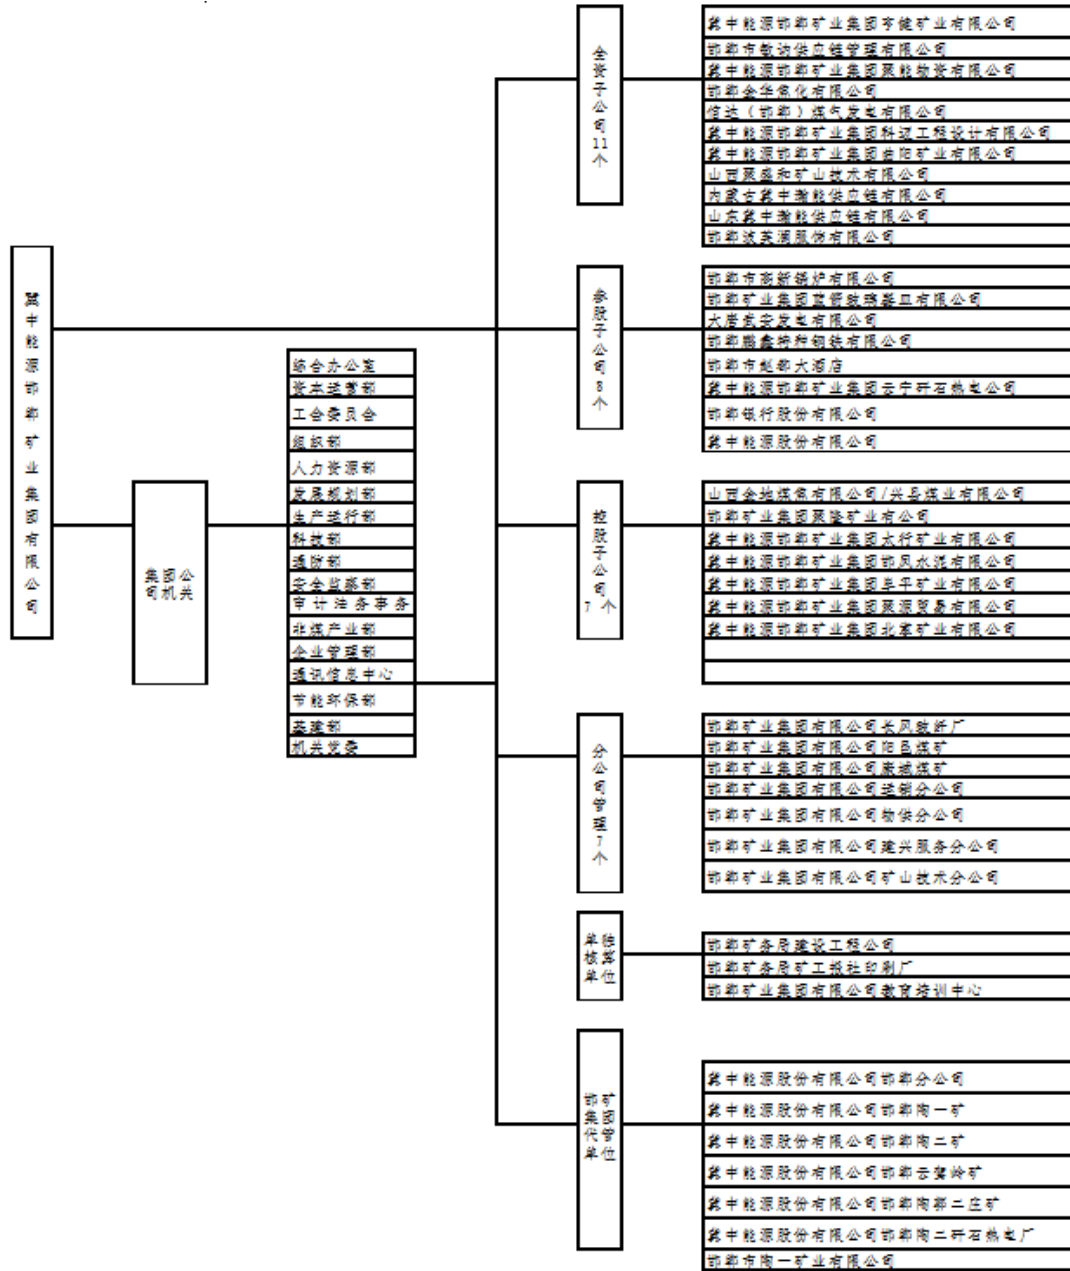 冀中能源邯郸矿业集团有限公司
集团公司机关
综合办公室
资本运营部
工会委员会
组织部
人力资源部
发展规划部
生产运行部
科技部
通防部
安全监察部
审计法务事务
非煤产业部
企业管理部
通讯信息中心
节能环保部
基建部
机关党委
全资子公司11个
冀中能源邯郸矿业集团亨健矿业有限公司
邯郸市敏讷供应链管理有限公司
冀中能源邯郸矿业集团聚能物资有限公司
邯郸金华焦化有限公司
信达（邯郸）煤气发电有限公司
冀中能源邯郸矿业集团科迈工程设计有限公司
冀中能源邯郸矿业集团曲阳矿业有限公司
山西聚盛和矿山技术有限公司
内蒙古冀中瀚能供应链有限公司
山东冀中瀚能供应链有限公司
邯郸波英润服饰有限公司
参股子公司8个
邯郸市高新锅炉有限公司
邯郸矿业集团蓝箭玻璃器皿有限公司
大唐武安发电有限公司
邯郸鹏鑫特种钢铁有限公司
邯郸市赵都大酒店
冀中能源邯郸矿业集团云宁矸石热电公司
邯郸银行股份有限公司
冀中能源股份有限公司
控股子公司7个
山西金地煤焦有限公司/兴县煤业有限公司
邯郸矿业集团聚隆矿业有公司
冀中能源邯郸矿业集团太行矿业有限公司
冀中能源邯郸矿业集团邯风水泥有限公司
冀中能源邯郸矿业集团阜平矿业有限公司
冀中能源邯郸矿业集团聚源贸易有限公司
冀中能源邯郸矿业集团北寨矿业有限公司
分公司管理7个
邯郸矿业集团有限公司长风玻纤厂
邯郸矿业集团有限公司阳邑煤矿
邯郸矿业集团有限公司康城煤矿
邯郸矿业集团有限公司运销分公司
邯郸矿业集团有限公司物供分公司
邯郸矿业集团有限公司建兴服务分公司
邯郸矿业集团有限公司矿山技术分公司
单独核算单位
邯郸矿务局建设工程公司
邯郸矿务局矿工报社印刷厂
邯郸矿业集团有限公司教育培训中心
邯矿集团代管单位
冀中能源股份有限公司邯郸分公司
冀中能源股份有限公司邯郸陶一矿
冀中能源股份有限公司邯郸陶二矿
冀中能源股份有限公司邯郸云驾岭矿
冀中能源股份有限公司邯郸陶郭二庄矿
冀中能源股份有限公司邯郸陶二矸石热电厂
邯郸市陶一矿业有限公司